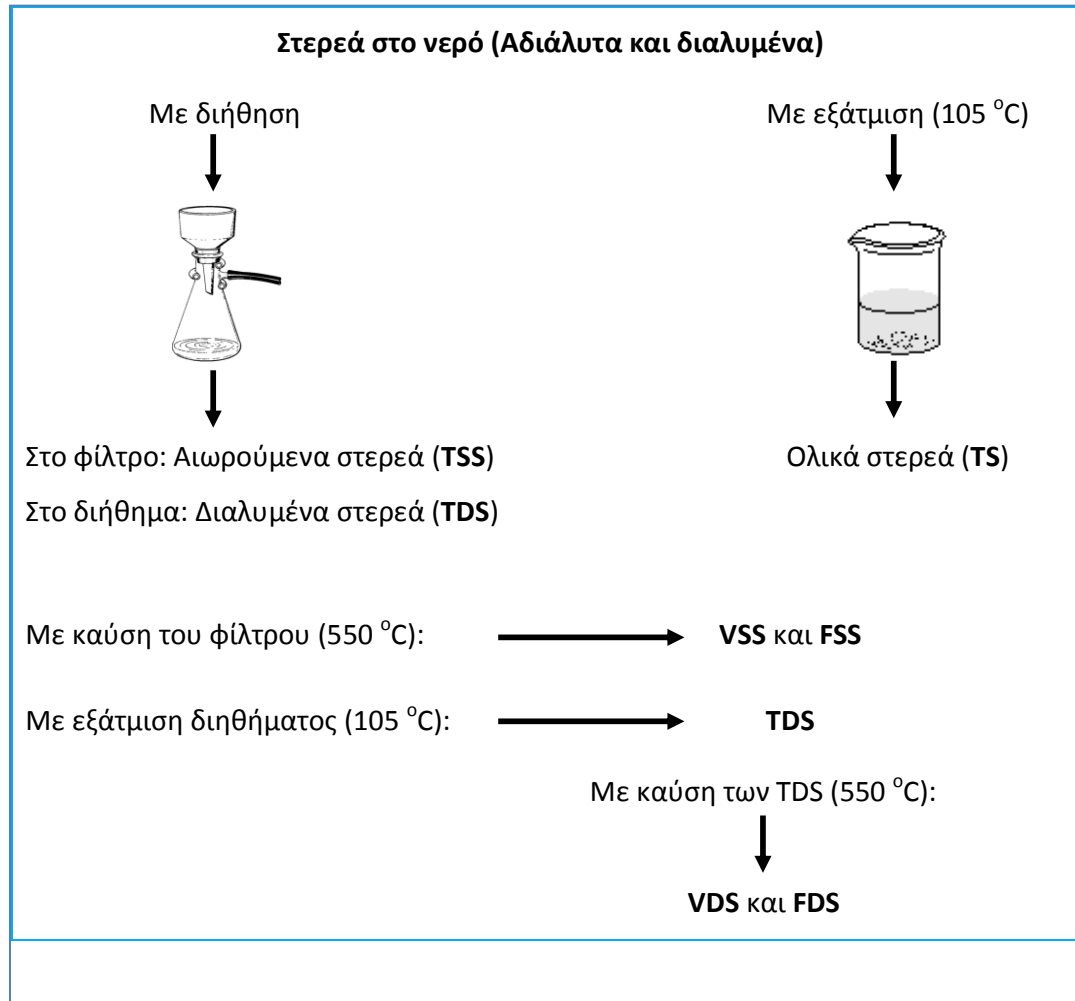 Στερεά στο νερό (Αδιάλυτα και διαλυμένα)
Με διήθηση
Με εξάτμιση (105 °C)
Στο φίλτρο: Αιωρούμενα στερεά (TSS)
Ολικά στερεά (TS)
Στο διήθημα: Διαλυμένα στερεά (TDS)
Με καύση του φίλτρου (550 °C):
VSS και FSS
Με εξάτμιση διηθήματος (105 °C):
TDS
Με καύση των TDS (550 °C):
VDS και FDS